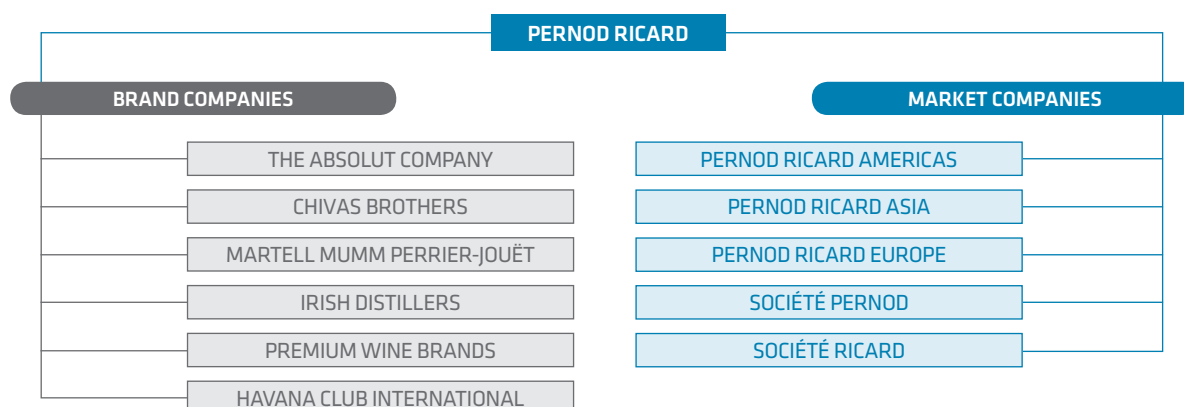 PERNOD RICARD
BRAND COMPANIES
THE ABSOLUT COMPANY
CHIVAS BROTHERS
MARTELL MUMM PERRIER-JOUËT
IRISH DISTILLERS
PREMIUM WINE BRANDS
HAVANA CLUB INTERNATIONAL
MARKET COMPANIES
PERNOD RICARD AMERICAS
PERNOD RICARD ASIA
PERNOD RICARD EUROPE
SOCIÉTÉ PERNOD
SOCIÉTÉ RICARD